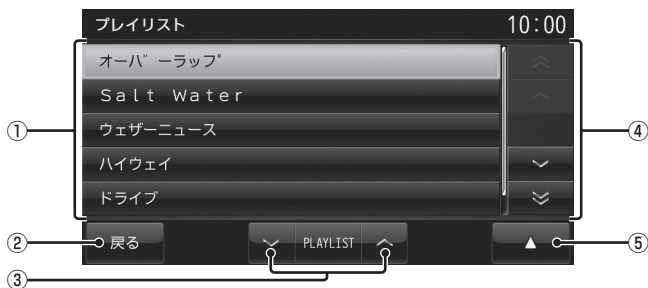 プレイリスト 10:00
オーバ゛ーラップ゜
Salt Water
ウェザーニュース
ハイウェイ
ドライブ
戻る PLAYLIST
①
②
③
④
⑤